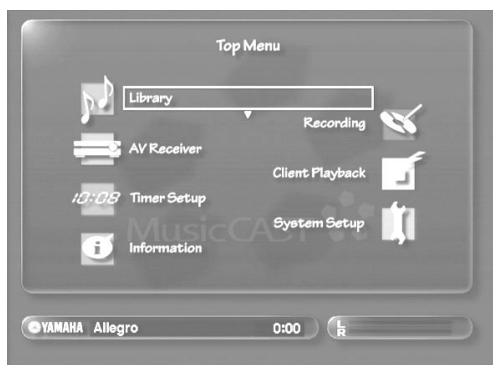 Top Menu
Library
Recording
AV Receiver
Client Playback
10:08 Timer Setup
System Setup
MusicCAST
Information
YAMAHA Allegro 0:00 L
R